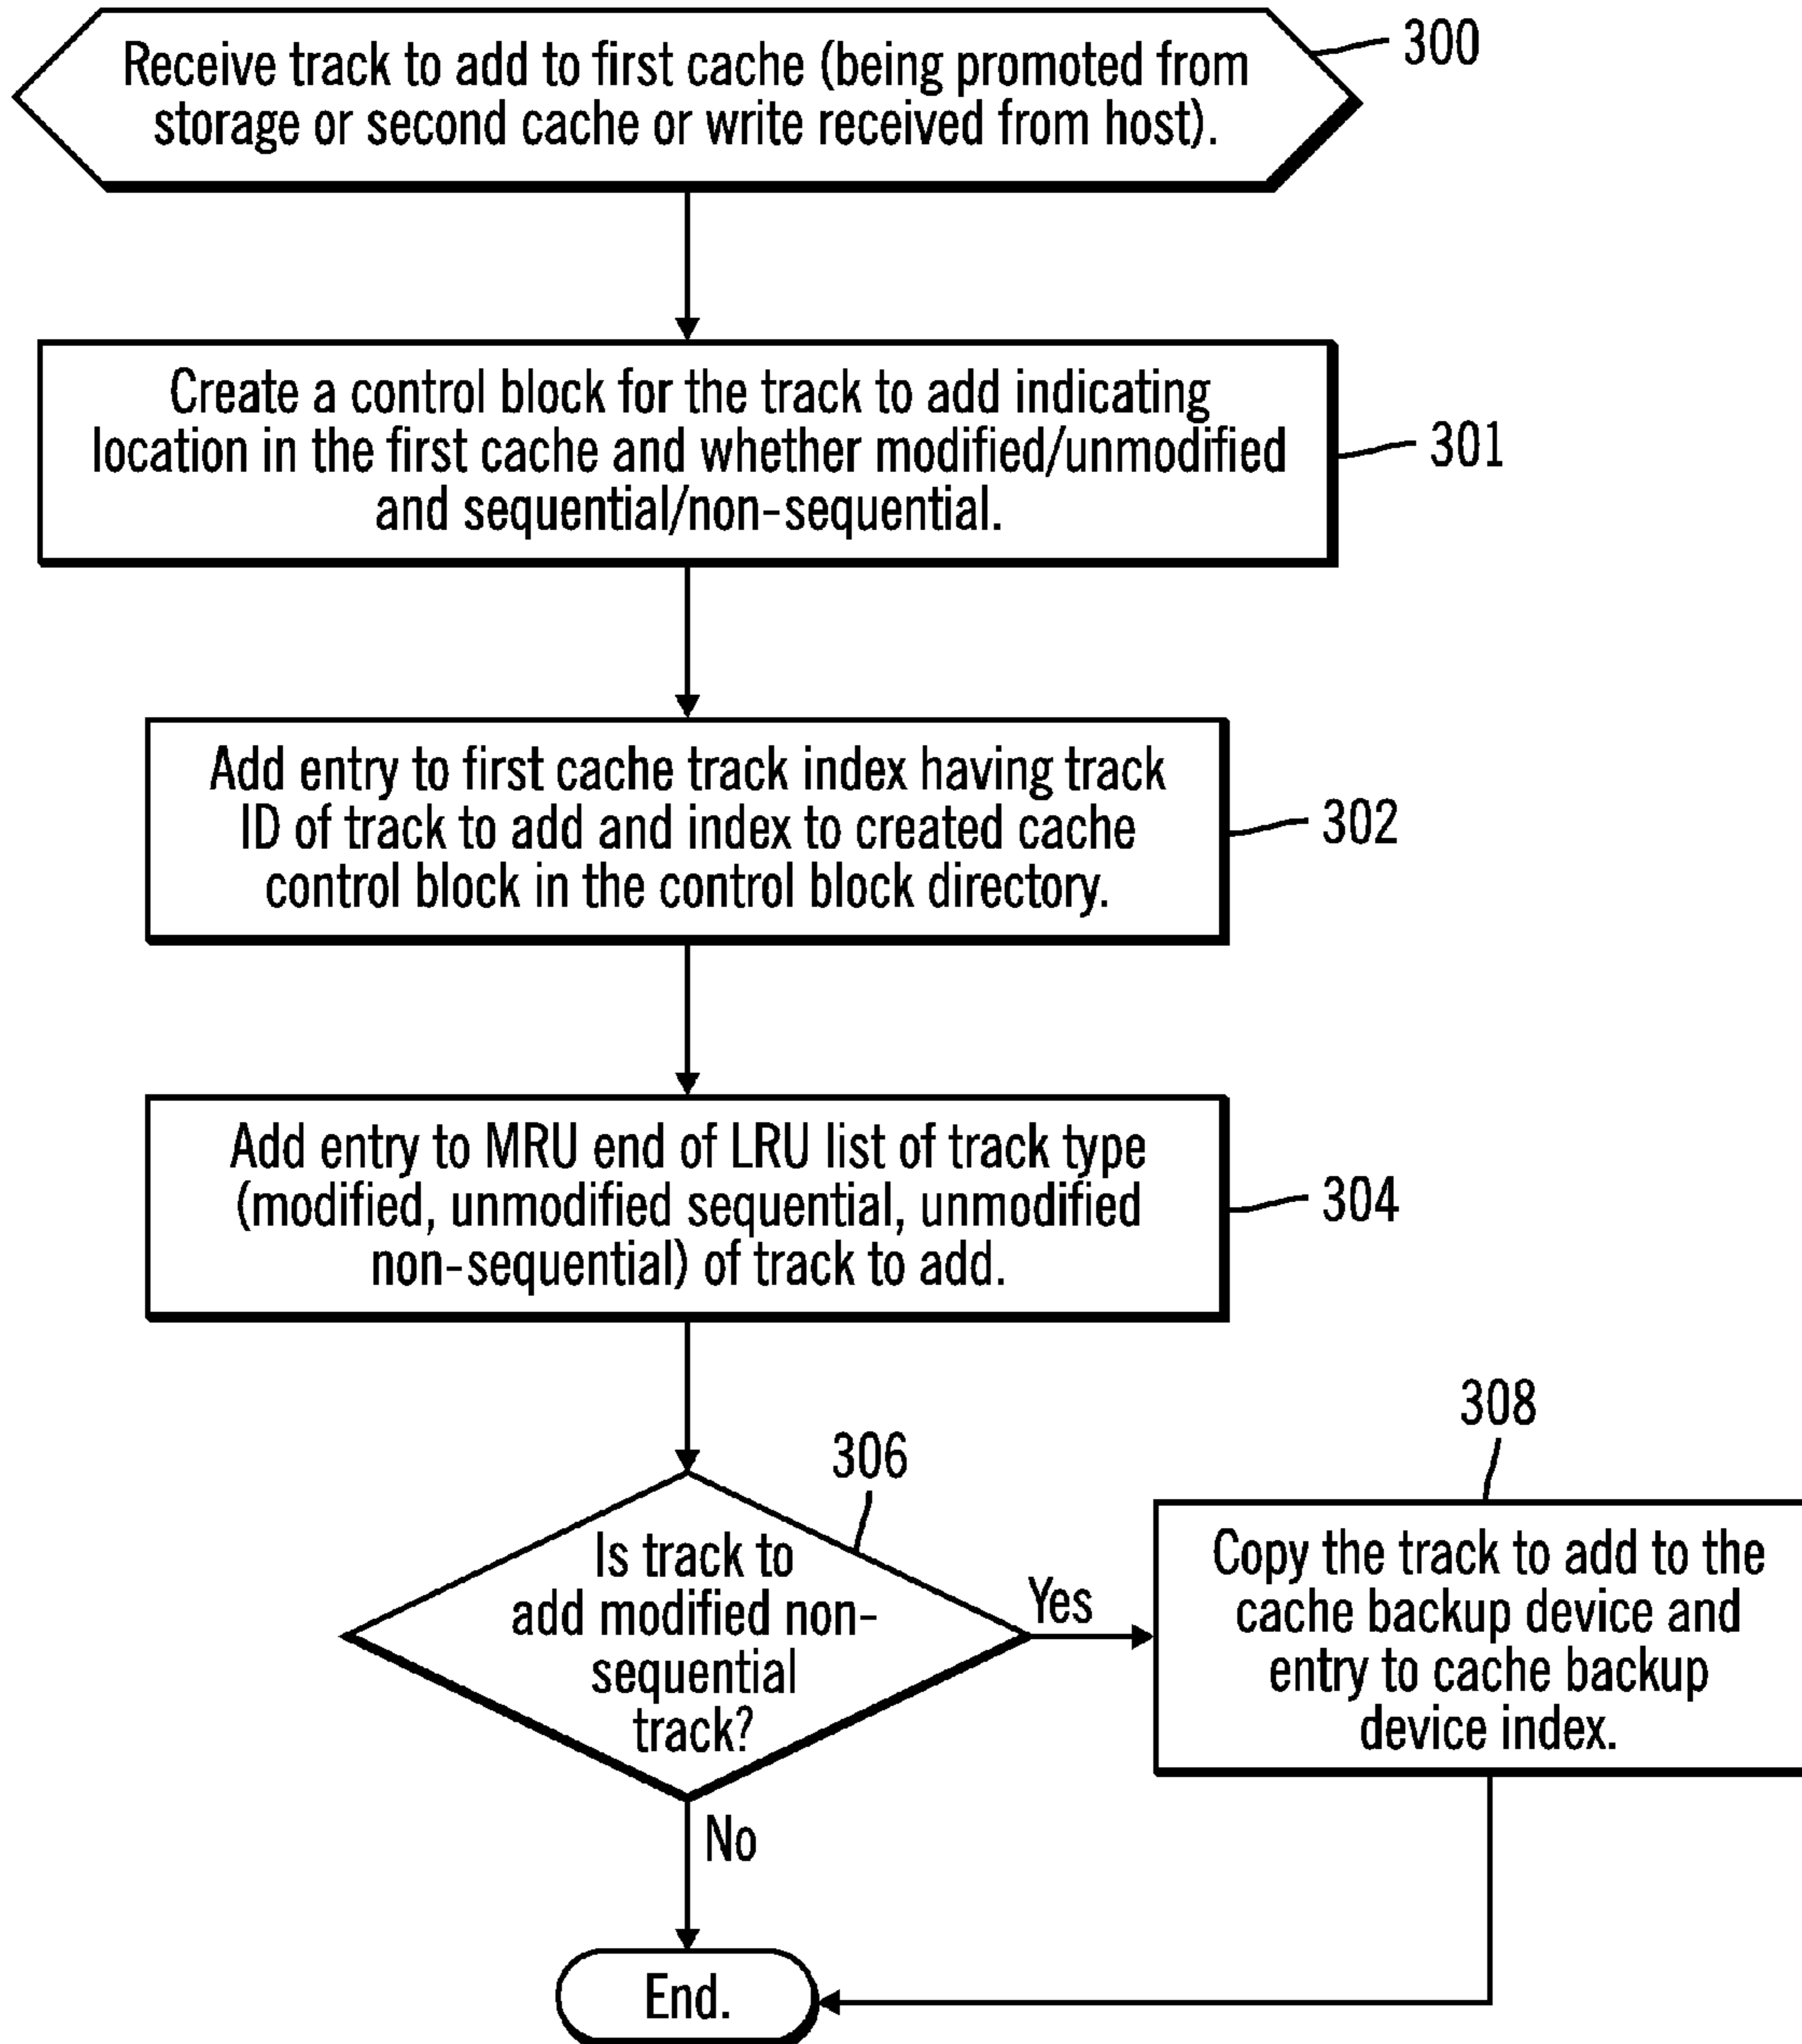 Receive track to add to first cache (being promoted from
storage or second cache or write received from host).
300
Create a control block for the track to add indicating
location in the first cache and whether modified/unmodified
and sequential/non-sequential.
301
Add entry to first cache track index having track
ID of track to add and index to created cache
control block in the control block directory.
302
Add entry to MRU end of LRU list of track type
(modified, unmodified sequential, unmodified
non-sequential) of track to add.
304
306
Is track to
add modified non-
sequential
track?
Yes
308
Copy the track to add to the
cache backup device and
entry to cache backup
device index.
No
End.